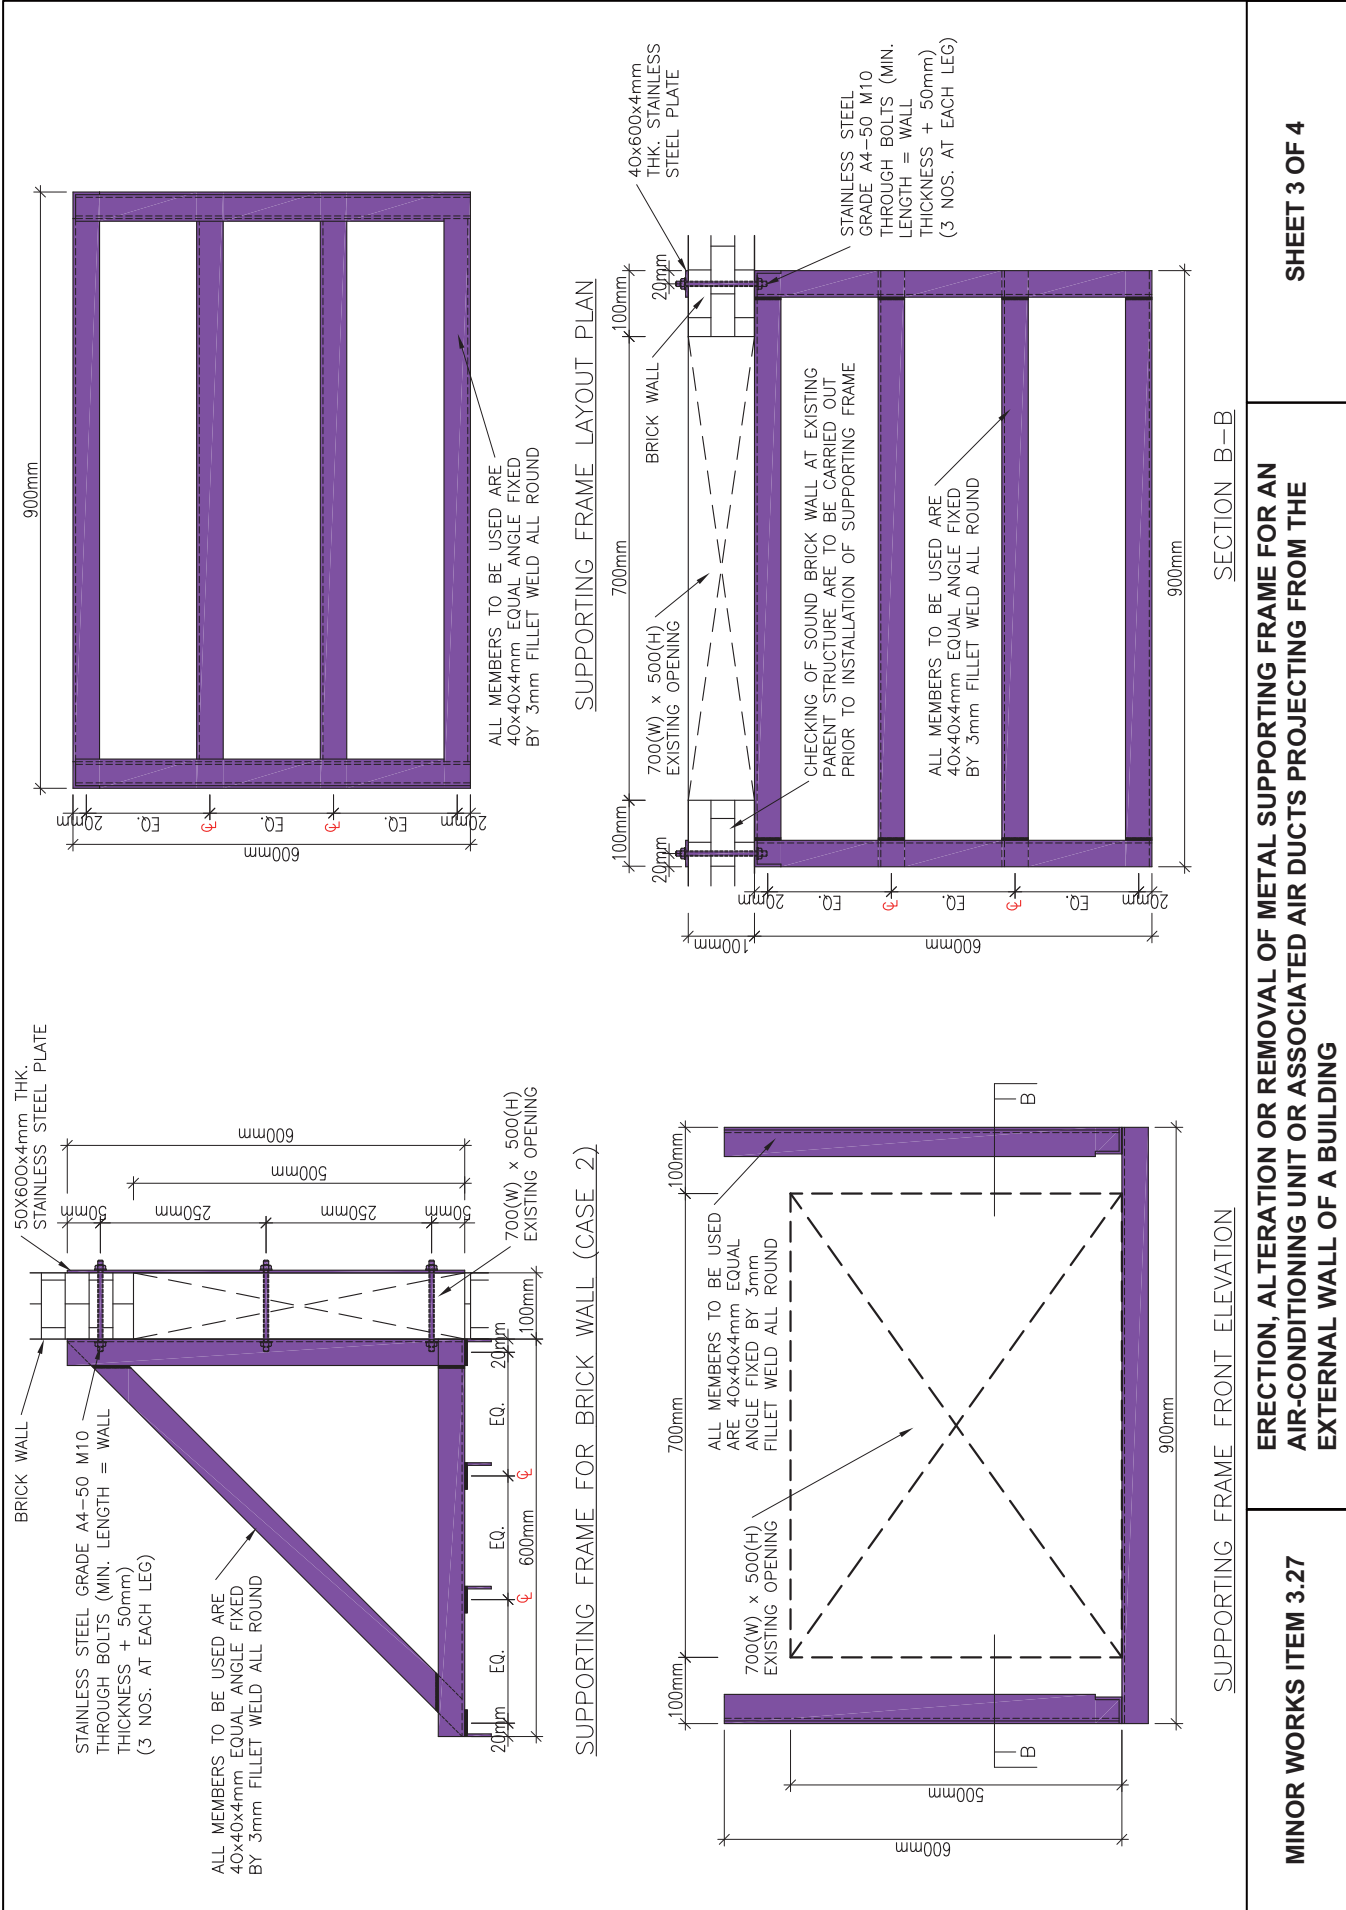 BRICK WALL
50X600x4mm THK.
STAINLESS STEEL PLATE
STAINLESS STEEL GRADE A4-50 M10
THROUGH BOLTS (MIN. LENGTH = WALL
THICKNESS + 50mm)
(3 NOS. AT EACH LEG)
ALL MEMBERS TO BE USED ARE
40x40x4mm EQUAL ANGLE FIXED
BY 3mm FILLET WELD ALL ROUND
600mm
500mm
50mm
250mm
250mm
50mm
700(W) x 500(H)
EXISTING OPENING
20mm
EQ.
℄
EQ.
℄
EQ.
20mm
100mm
600mm
SUPPORTING FRAME FOR BRICK WALL (CASE 2)
900mm
20mm
EQ.
℄
EQ.
℄
EQ.
20mm
600mm
ALL MEMBERS TO BE USED ARE
40x40x4mm EQUAL ANGLE FIXED
BY 3mm FILLET WELD ALL ROUND
SUPPORTING FRAME LAYOUT PLAN
100mm
700mm
100mm
ALL MEMBERS TO BE USED
ARE 40x40x4mm EQUAL
ANGLE FIXED BY 3mm
FILLET WELD ALL ROUND
700(W) x 500(H)
EXISTING OPENING
600mm
500mm
B
B
900mm
SUPPORTING FRAME FRONT ELEVATION
100mm
700mm
100mm
20mm
20mm
40x600x4mm
THK. STAINLESS
STEEL PLATE
700(W) x 500(H)
EXISTING OPENING
BRICK WALL
STAINLESS STEEL
GRADE A4-50 M10
THROUGH BOLTS (MIN.
LENGTH = WALL
THICKNESS + 50mm)
(3 NOS. AT EACH LEG)
CHECKING OF SOUND BRICK WALL AT EXISTING
PARENT STRUCTURE ARE TO BE CARRIED OUT
PRIOR TO INSTALLATION OF SUPPORTING FRAME
ALL MEMBERS TO BE USED ARE
40x40x4mm EQUAL ANGLE FIXED
BY 3mm FILLET WELD ALL ROUND
100mm
600mm
20mm
EQ.
℄
EQ.
℄
EQ.
20mm
900mm
SECTION B-B
MINOR WORKS ITEM 3.27
ERECTION, ALTERATION OR REMOVAL OF METAL SUPPORTING FRAME FOR AN
AIR-CONDITIONING UNIT OR ASSOCIATED AIR DUCTS PROJECTING FROM THE
EXTERNAL WALL OF A BUILDING
SHEET 3 OF 4